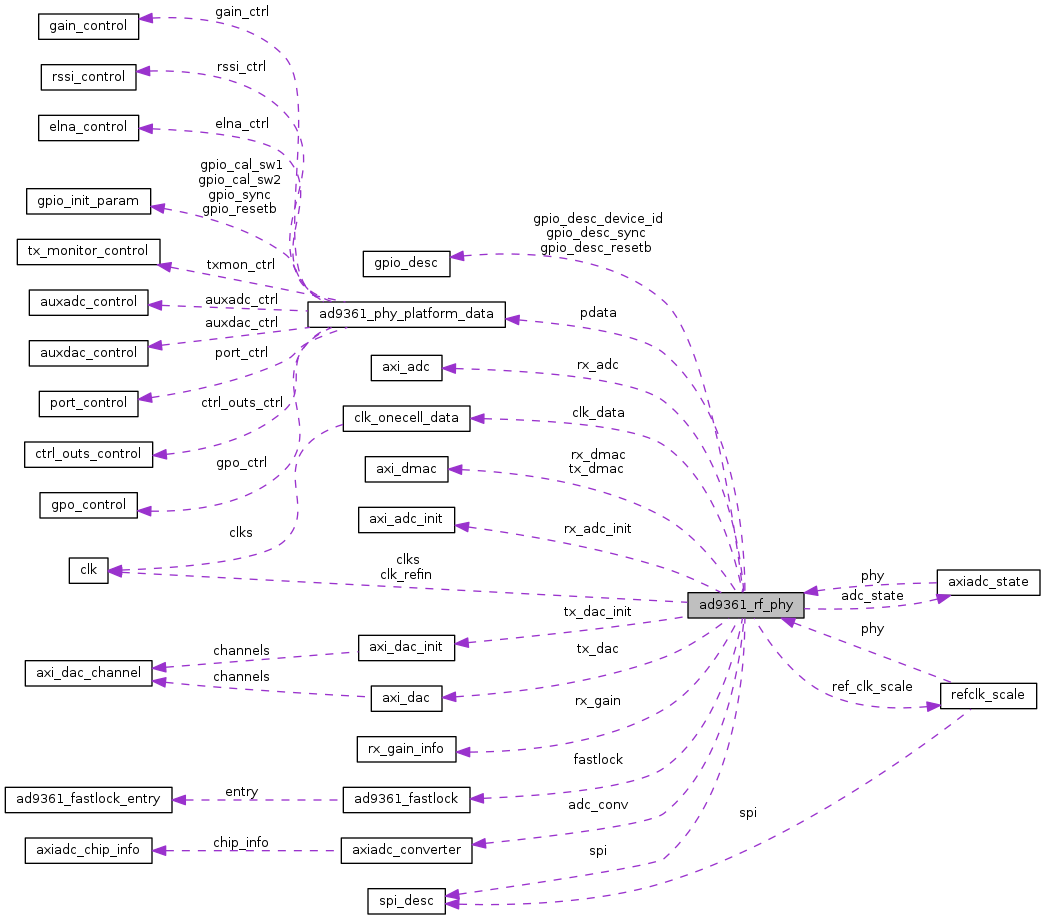 gain_control
gain_ctrl
rssi_control
rssi_ctrl
elna_control
elna_ctrl
gpio_init_param
gpio_cal_sw1
gpio_cal_sw2
gpio_sync
gpio_resetb
tx_monitor_control
txmon_ctrl
auxadc_control
auxadc_ctrl
auxdac_control
auxdac_ctrl
port_control
port_ctrl
ctrl_outs_control
ctrl_outs_ctrl
gpo_control
gpo_ctrl
clk
clks
clks
clk_refin
axi_dac_channel
channels
channels
ad9361_fastlock_entry
entry
axiadc_chip_info
chip_info
gpio_desc
gpio_desc_device_id
gpio_desc_sync
gpio_desc_resetb
ad9361_phy_platform_data
pdata
axi_adc
rx_adc
clk_onecell_data
clk_data
axi_dmac
rx_dmac
tx_dmac
axi_adc_init
rx_adc_init
axi_dac_init
tx_dac_init
axi_dac
tx_dac
rx_gain_info
rx_gain
ad9361_fastlock
fastlock
axiadc_converter
adc_conv
spi_desc
spi
ad9361_rf_phy
phy
adc_state
axiadc_state
phy
ref_clk_scale
refclk_scale
spi